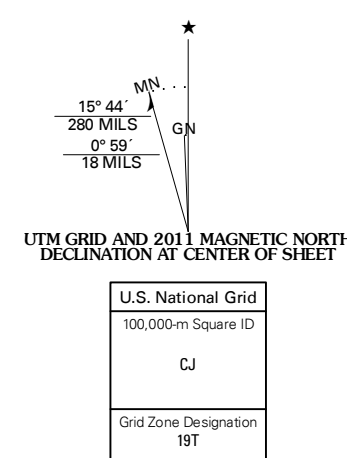 ★
MN
15° 44´
280 MILS
GN
0° 59´
18 MILS
UTM GRID AND 2011 MAGNETIC NORTH
DECLINATION AT CENTER OF SHEET
U.S. National Grid
100,000-m Square ID
CJ
Grid Zone Designation
19T